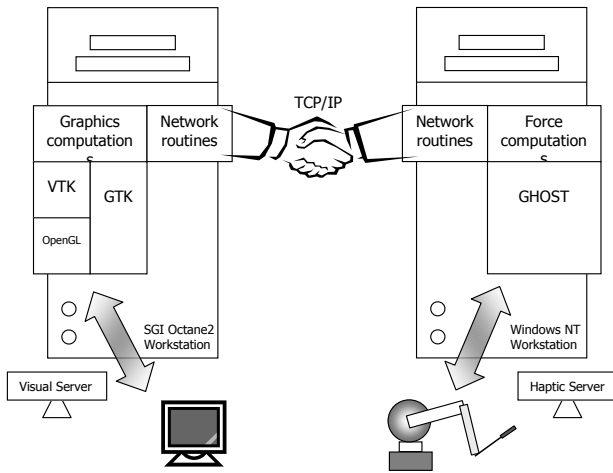 TCP/IP
Graphics
computation
s
Network
routines
Network
routines
Force
computation
s
VTK
GTK
OpenGL
GHOST
SGI Octane2
Workstation
Windows NT
Workstation
Visual Server
Haptic Server